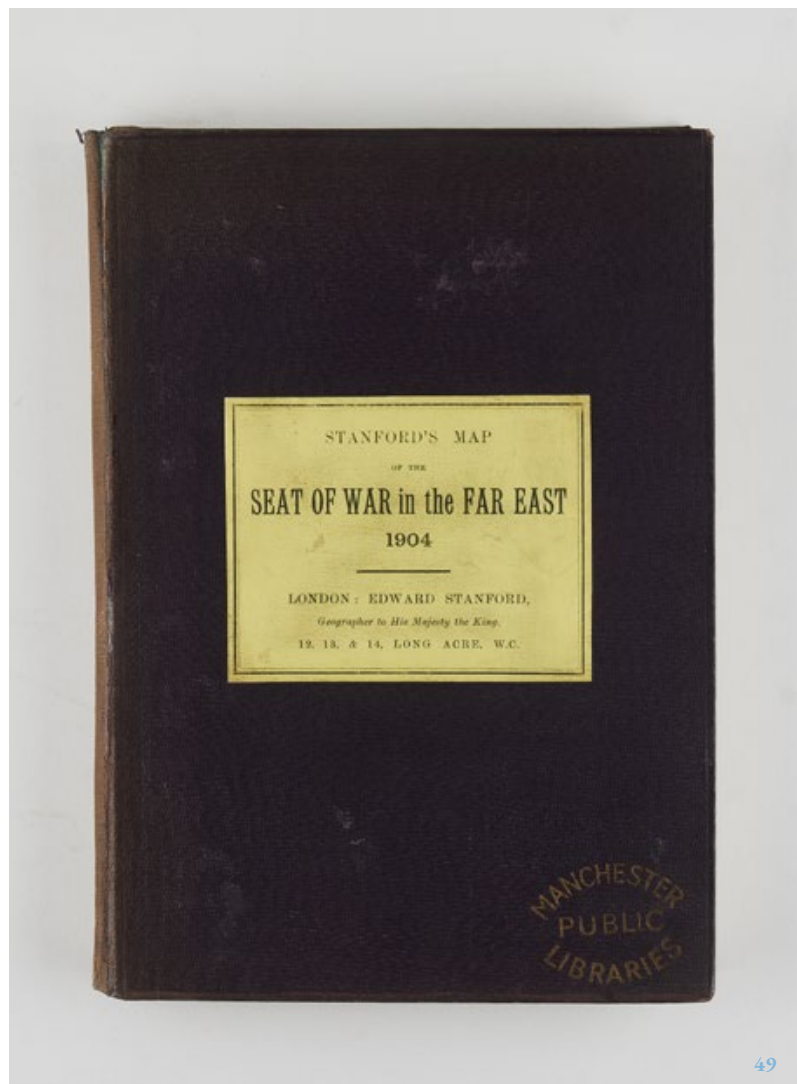 STANFORD'S MAP
OF THE
SEAT OF WAR in the FAR EAST
1904
LONDON: EDWARD STANFORD,
Geographer to His Majesty the King.
12, 13, & 14, LONG ACRE, W.C.
MANCHESTER
PUBLIC
LIBRARIES
49